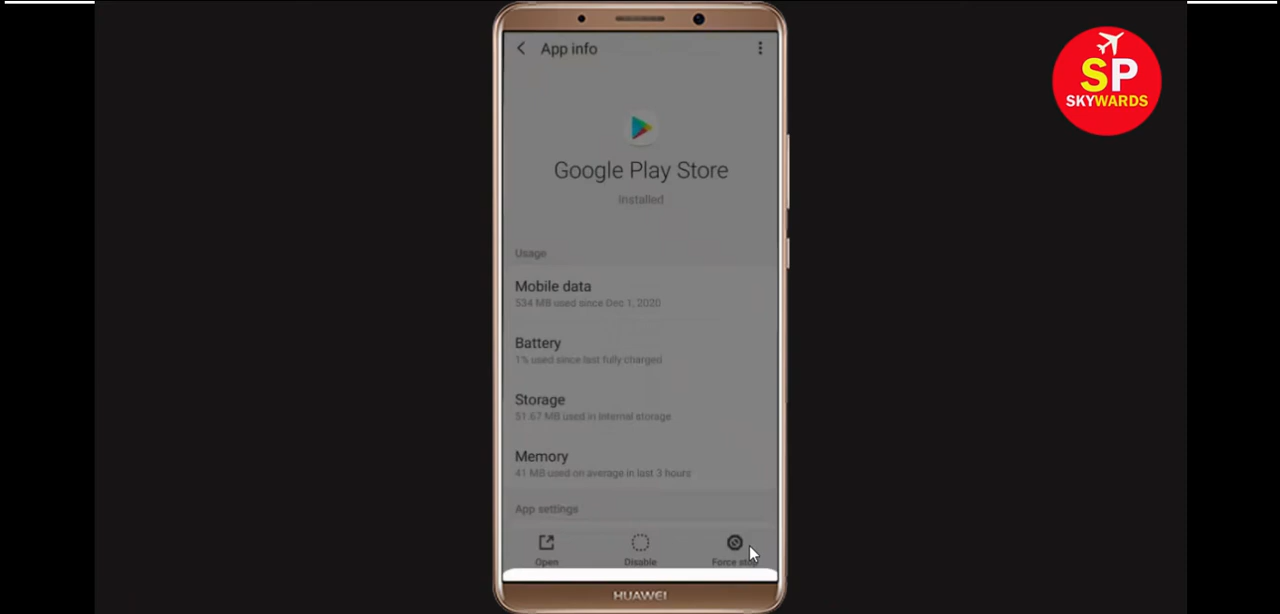 App info
SP
SKYWARDS
Google Play Store
Installed
Usage
Mobile data
534 MB used since Dec 1, 2020
Battery
1% used since last fully charged
Storage
51.67 MB used in internal storage
Memory
41 MB used on average in last 3 hours
App settings
Open
Disable
Force stop
HUAWEI